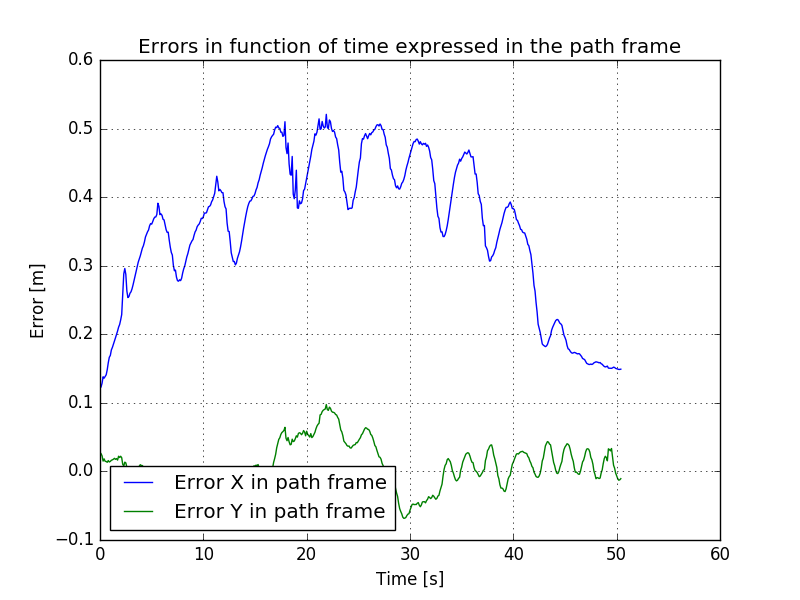 Errors in function of time expressed in the path frame
0.6
0.5
0.4
0.3
0.2
0.1
0.0
−0.1
Error [m]
Error X in path frame
Error Y in path frame
0 10 20 30 40 50 60
Time [s]